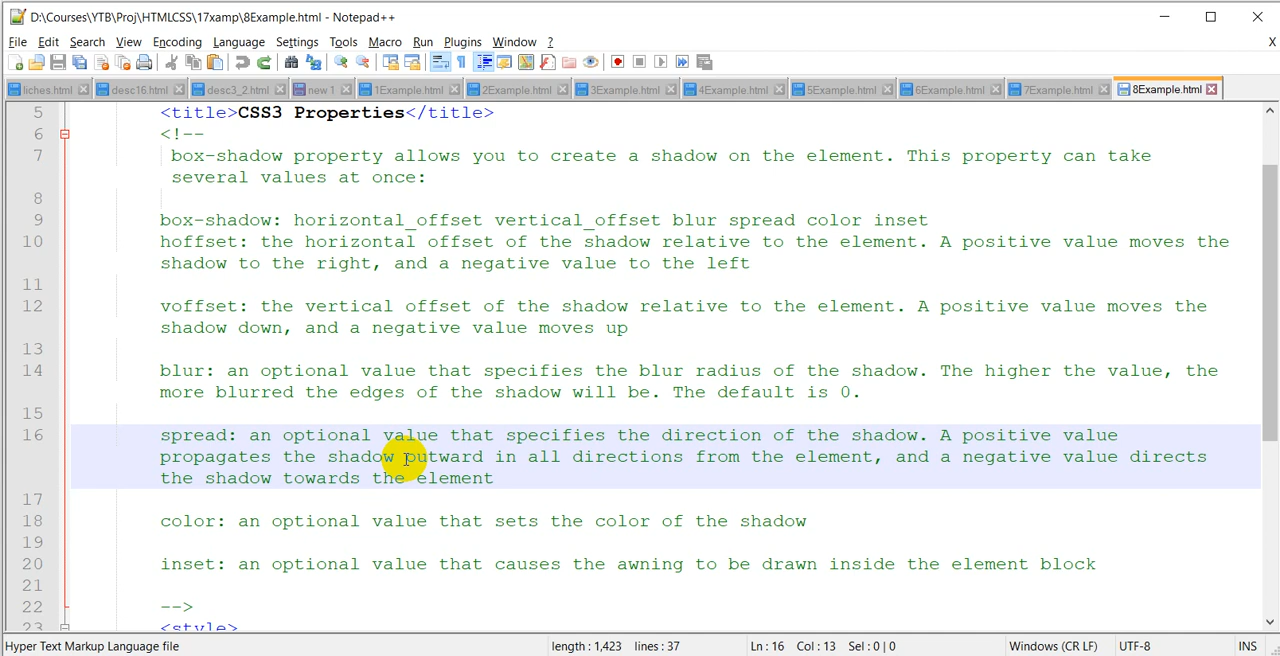 D:\Courses\YTB\Proj\HTMLCSS\17xamp\8Example.html - Notepad++
File Edit Search View Encoding Language Settings Tools Macro Run Plugins Window ? X
liches.html desc16.html desc3_2.html new 1 1Example.html 2Example.html 3Example.html 4Example.html 5Example.html 6Example.html 7Example.html 8Example.html
5 <title>CSS3 Properties</title>
6 <!--
7 box-shadow property allows you to create a shadow on the element. This property can take
several values at once:
8
9 box-shadow: horizontal_offset vertical_offset blur spread color inset
10 hoffset: the horizontal offset of the shadow relative to the element. A positive value moves the
shadow to the right, and a negative value to the left
11
12 voffset: the vertical offset of the shadow relative to the element. A positive value moves the
shadow down, and a negative value moves up
13
14 blur: an optional value that specifies the blur radius of the shadow. The higher the value, the
more blurred the edges of the shadow will be. The default is 0.
15
16 spread: an optional value that specifies the direction of the shadow. A positive value
propagates the shadow outward in all directions from the element, and a negative value directs
the shadow towards the element
17
18 color: an optional value that sets the color of the shadow
19
20 inset: an optional value that causes the awning to be drawn inside the element block
21
22 -->
23 <style>
Hyper Text Markup Language file length : 1,423 lines : 37 Ln : 16 Col : 13 Sel : 0 | 0 Windows (CR LF) UTF-8 INS